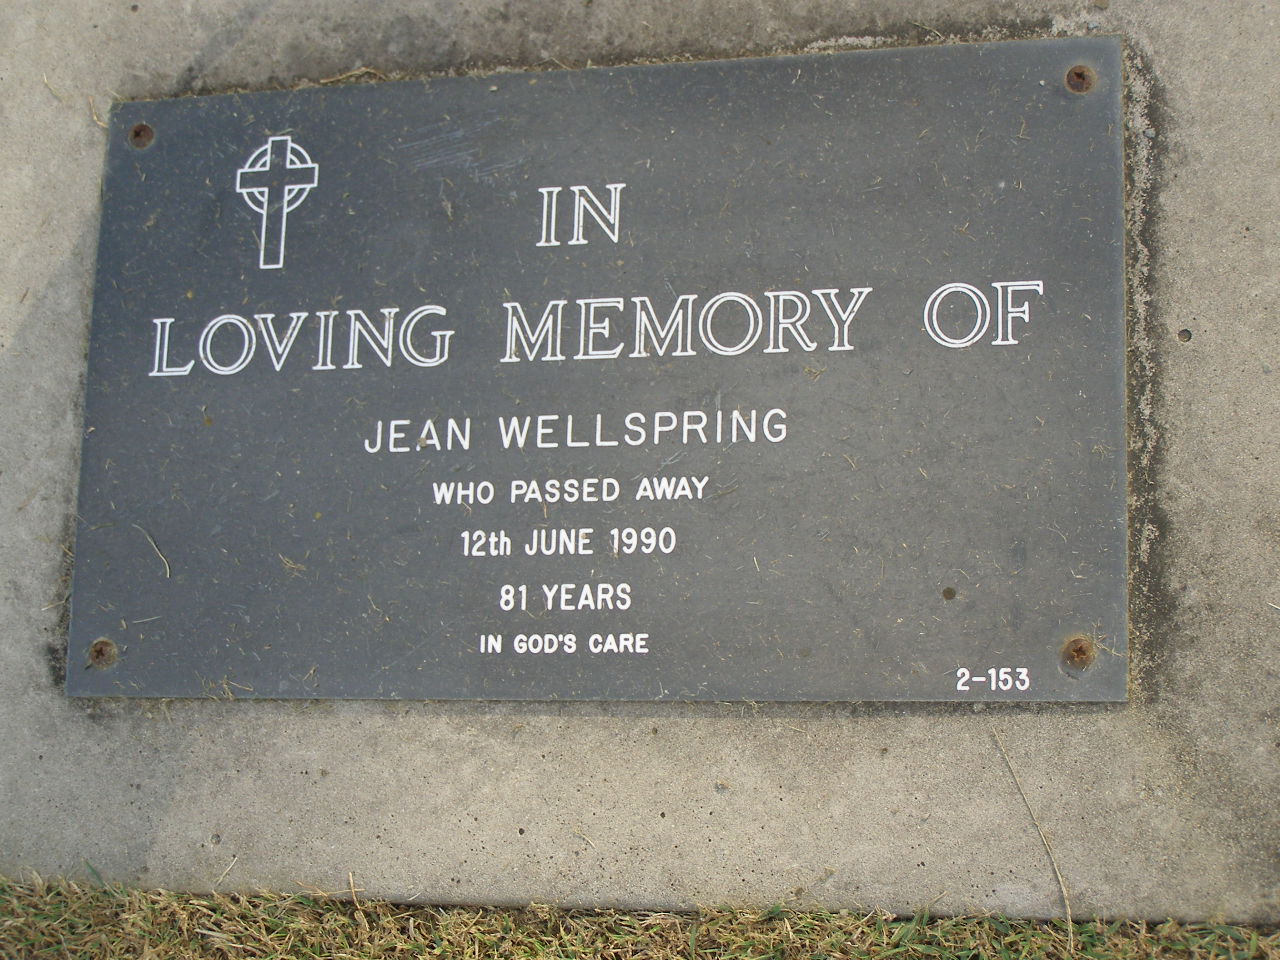 IN
LOVING MEMORY OF
JEAN WELLSPRING
WHO PASSED AWAY
12th JUNE 1990
81 YEARS
IN GOD'S CARE
2-153